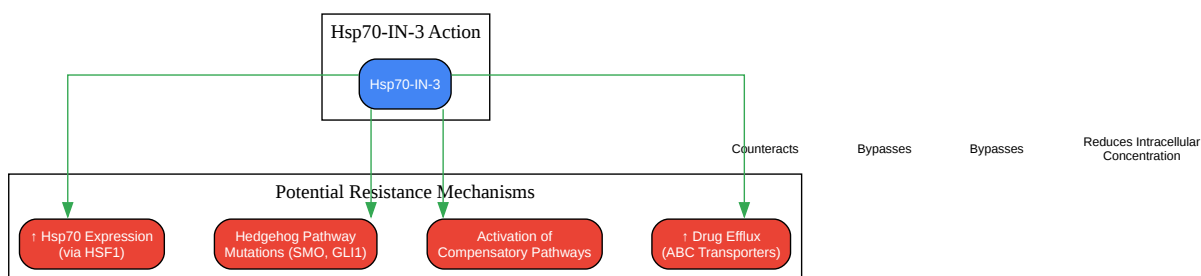 Hsp70-IN-3 Action
Hsp70-IN-3
Counteracts
Bypasses
Bypasses
Reduces Intracellular
Concentration
Potential Resistance Mechanisms
↑ Hsp70 Expression
(via HSF1)
Hedgehog Pathway
Mutations (SMO, GLI1)
Activation of
Compensatory Pathways
↑ Drug Efflux
(ABC Transporters)